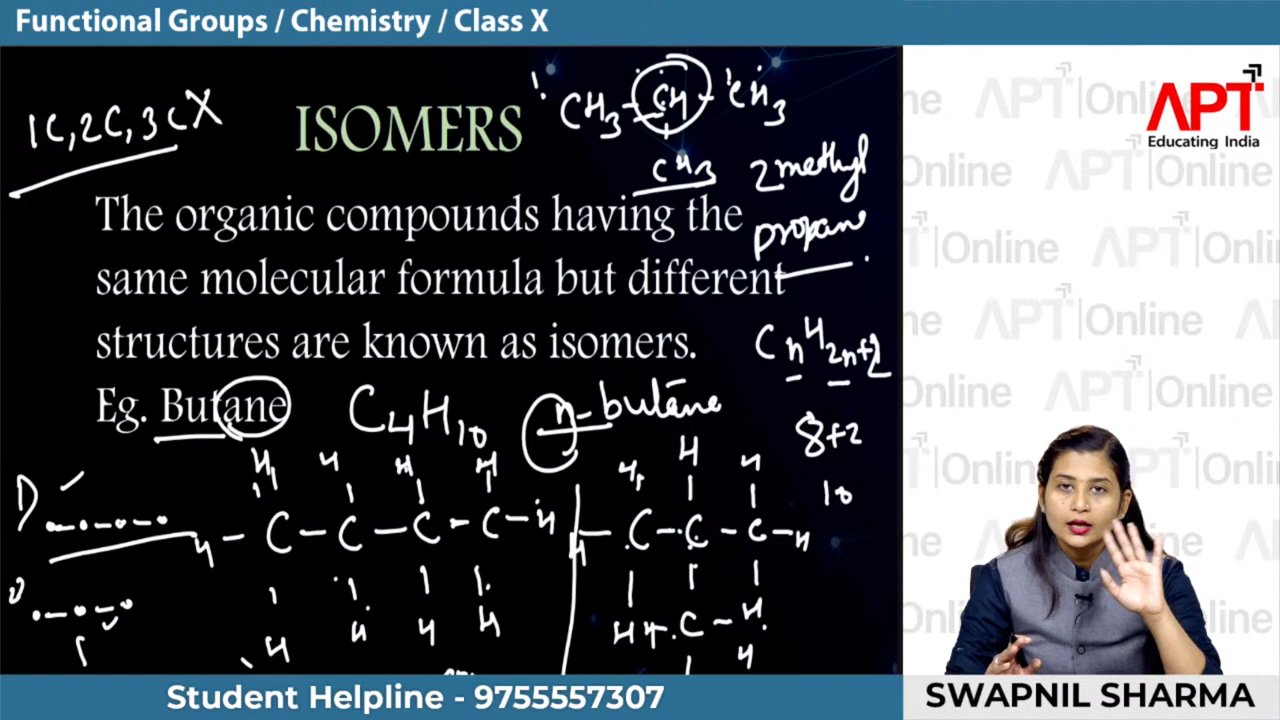 Functional Groups / Chemistry / Class X
1C, 2C, 3C X
ISOMERS
CH3 - CH - CH3
CH3
2 methyl
propane
The organic compounds having the
same molecular formula but different
structures are known as isomers.
CnH2n+2
Eg. Butane C4H10 n-butane
8+2
10
H H H H
H - C - C - C - C - H
H H H H
H H H
H - C - C - C - H
H C - H
H
APT
Educating India
APT Online
Student Helpline - 9755557307
SWAPNIL SHARMA